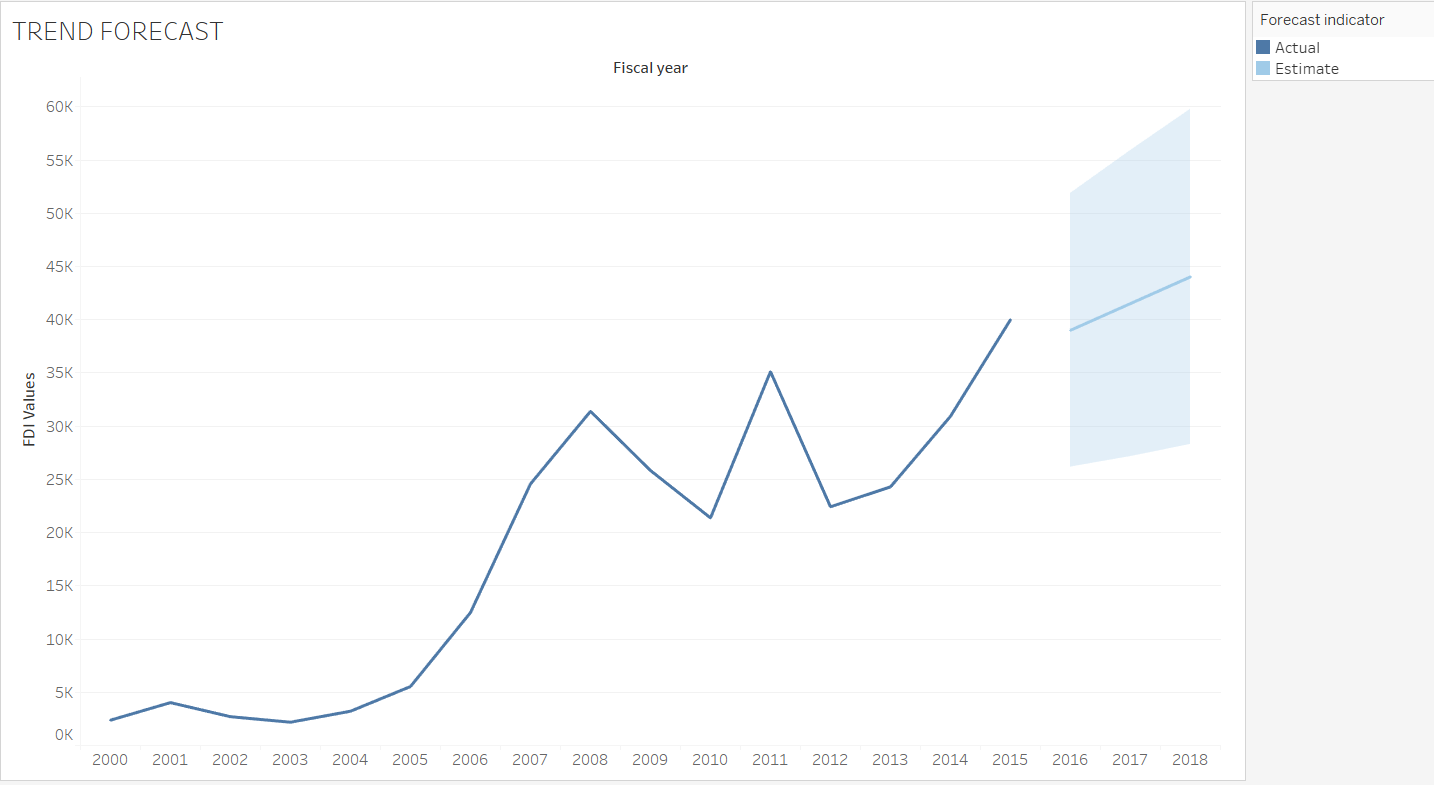 TREND FORECAST
Fiscal year
FDI Values
60K
55K
50K
45K
40K
35K
30K
25K
20K
15K
10K
5K
0K
2000 2001 2002 2003 2004 2005 2006 2007 2008 2009 2010 2011 2012 2013 2014 2015 2016 2017 2018
Forecast indicator
Actual
Estimate